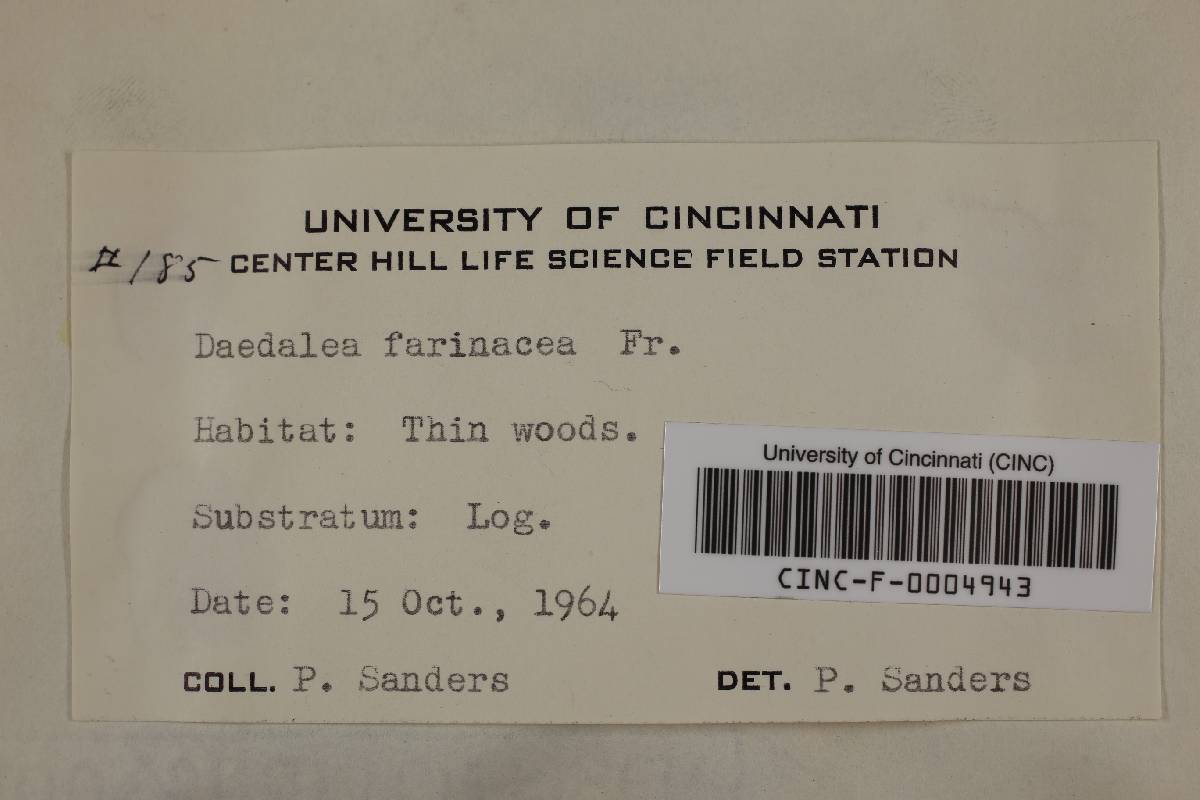 UNIVERSITY OF CINCINNATI
#185 CENTER HILL LIFE SCIENCE FIELD STATION
Daedalea farinacea Fr.
Habitat: Thin woods.
Substratum: Log.
Date: 15 Oct., 1964
COLL. P. Sanders DET. P. Sanders
University of Cincinnati (CINC)
CINC-F-0004943